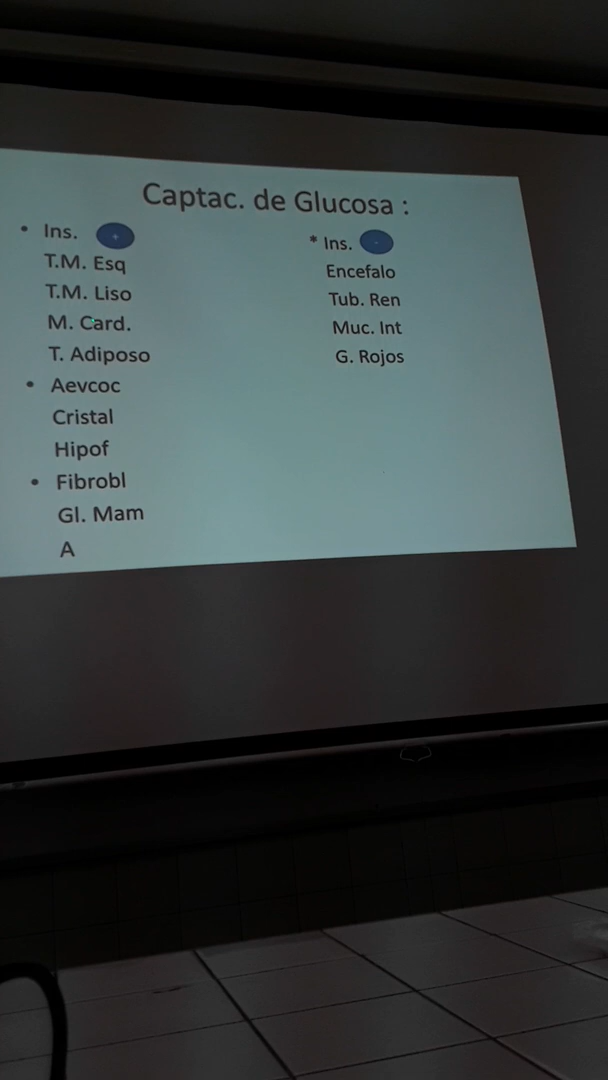 Captac. de Glucosa :
• Ins. +
T.M. Esq
T.M. Liso
M. Card.
T. Adiposo
• Aevcoc
Cristal
Hipof
• Fibrobl
Gl. Mam
A
* Ins. -
Encefalo
Tub. Ren
Muc. Int
G. Rojos